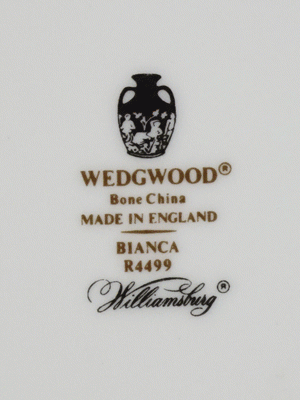 WEDGWOOD®
Bone China
MADE IN ENGLAND
BIANCA
R4499
Williamsburg®